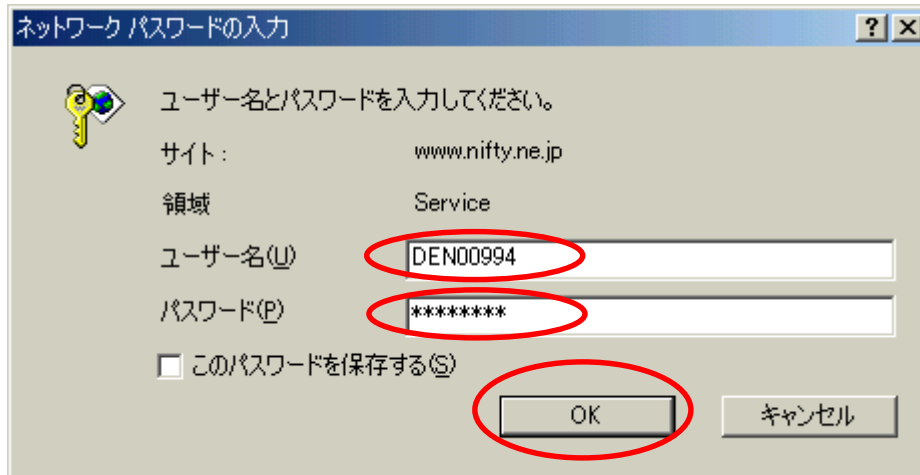 ネットワーク パスワードの入力
ユーザー名とパスワードを入力してください。
サイト : www.nifty.ne.jp
領域 Service
ユーザー名(U) DEN00994
パスワード(P) ********
このパスワードを保存する(S)
OK キャンセル